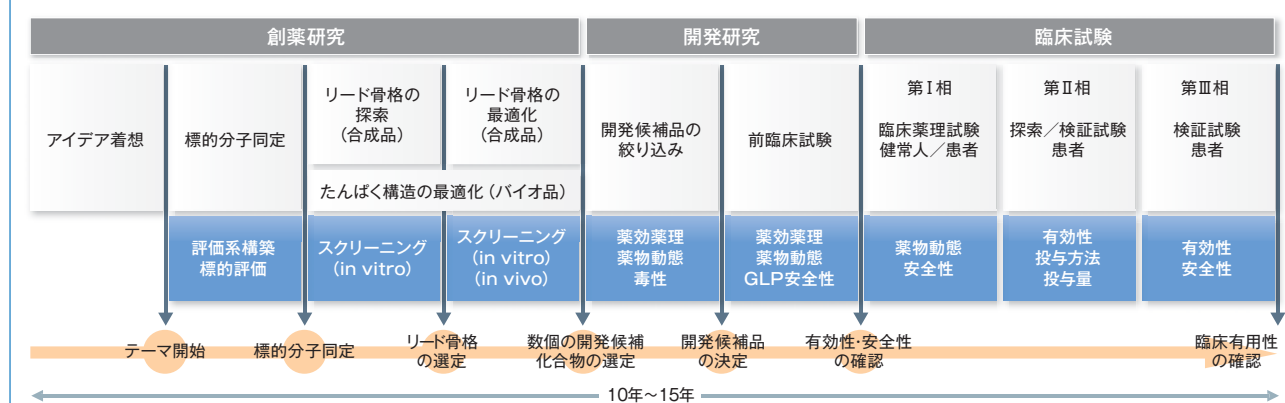 創薬研究
開発研究
臨床試験
アイデア着想
標的分子同定
リード骨格の
探索
(合成品)
リード骨格の
最適化
(合成品)
たんぱく構造の最適化(バイオ品)
開発候補品の
絞り込み
前臨床試験
第Ⅰ相
臨床薬理試験
健常人/患者
第Ⅱ相
探索/検証試験
患者
第Ⅲ相
検証試験
患者
評価系構築
標的評価
スクリーニング
(in vitro)
スクリーニング
(in vitro)
(in vivo)
薬効薬理
薬物動態
毒性
薬効薬理
薬物動態
GLP安全性
薬物動態
安全性
有効性
投与方法
投与量
有効性
安全性
テーマ開始
標的分子同定
リード骨格
の選定
数個の開発候補
化合物の選定
開発候補品
の決定
有効性・安全性
の確認
臨床有用性
の確認
10年~15年